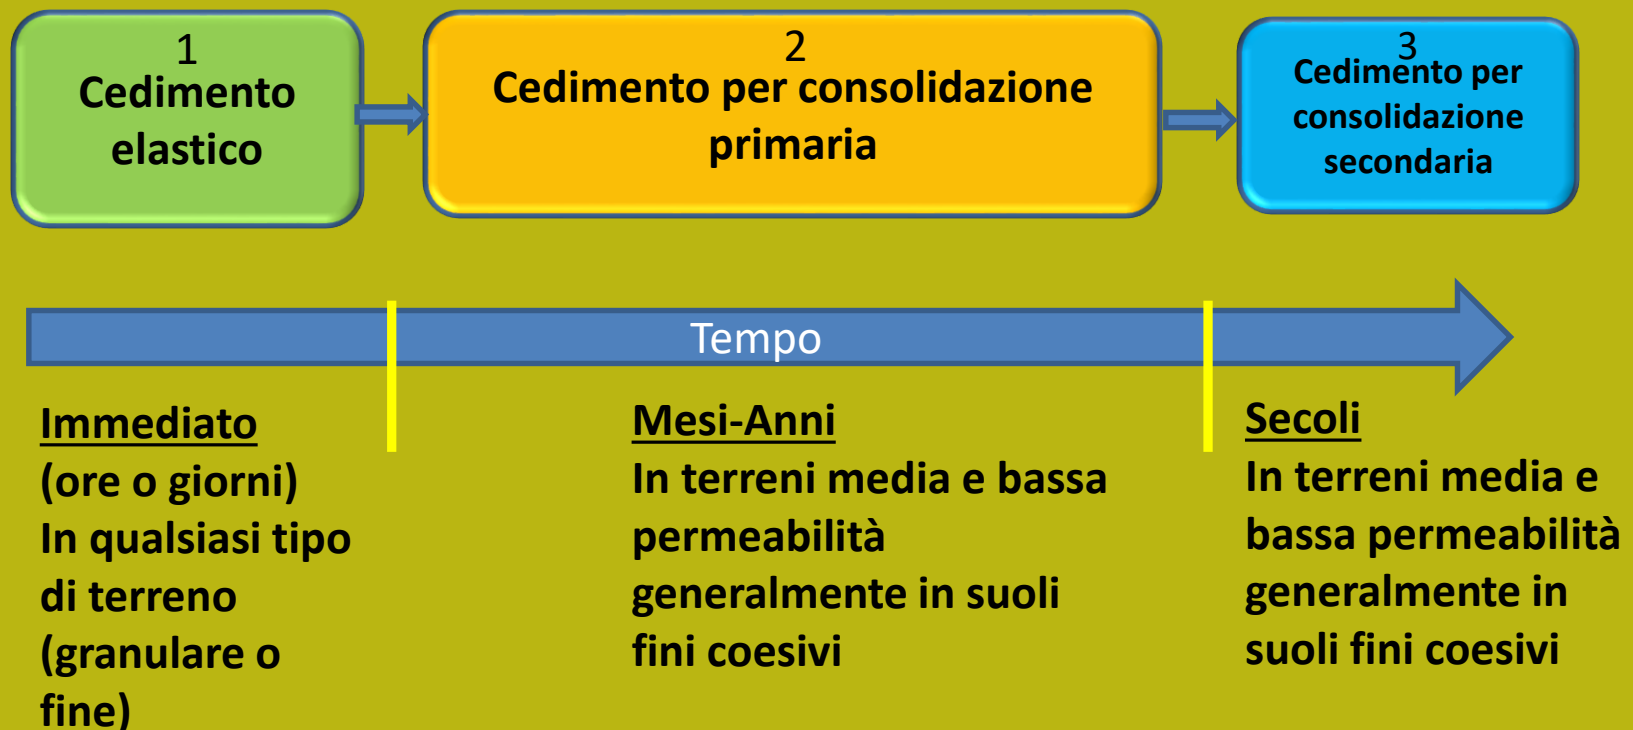 1
Cedimento
elastico
2
Cedimento per consolidazione
primaria
3
Cedimento per
consolidazione
secondaria
Tempo
Immediato
(ore o giorni)
In qualsiasi tipo
di terreno
(granulare o
fine)
Mesi-Anni
In terreni media e bassa
permeabilità
generalmente in suoli
fini coesivi
Secoli
In terreni media e
bassa permeabilità
generalmente in
suoli fini coesivi